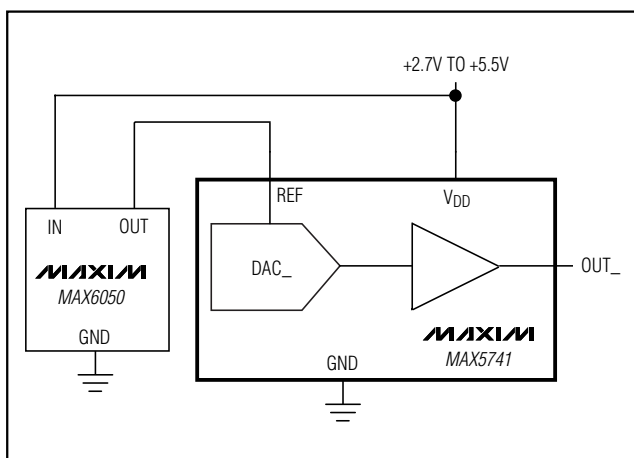 +2.7V TO +5.5V
REF
VDD
IN OUT
DAC_
OUT_
MAXIM
MAX6050
MAXIM
MAX5741
GND
GND